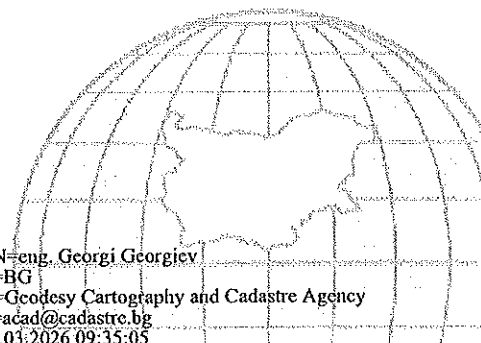 N=eng. Georgi Georgiev
=BG
=Geodesy Cartography and Cadastre Agency
=acad@cadastre.bg
.03.2026 09:35:05